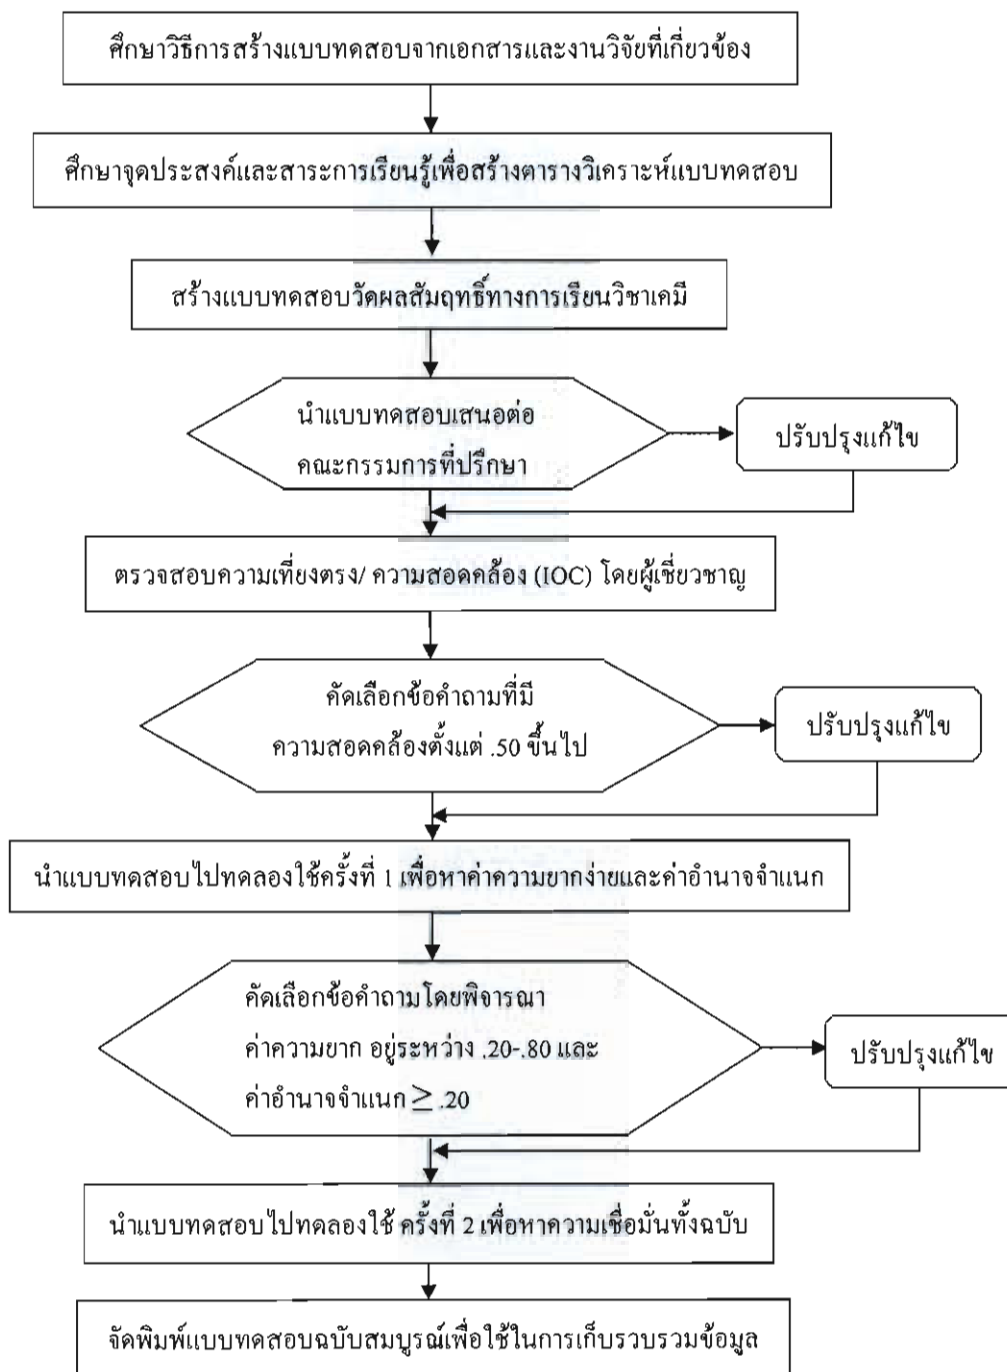 ศึกษาวิธีการสร้างแบบทดสอบจากเอกสารและงานวิจัยที่เกี่ยวข้อง
ศึกษาจุดประสงค์และสาระการเรียนรู้เพื่อสร้างตารางวิเคราะห์แบบทดสอบ
สร้างแบบทดสอบวัดผลสัมฤทธิ์ทางการเรียนวิชาเคมี
นำแบบทดสอบเสนอต่อ
คณะกรรมการที่ปรึกษา
ปรับปรุงแก้ไข
ตรวจสอบความเที่ยงตรง/ ความสอดคล้อง (IOC) โดยผู้เชี่ยวชาญ
คัดเลือกข้อคำถามที่มี
ความสอดคล้องตั้งแต่ .50 ขึ้นไป
ปรับปรุงแก้ไข
นำแบบทดสอบไปทดลองใช้ครั้งที่ 1 เพื่อหาค่าความยากง่ายและค่าอำนาจจำแนก
คัดเลือกข้อคำถามโดยพิจารณา
ค่าความยาก อยู่ระหว่าง .20-.80 และ
ค่าอำนาจจำแนก ≥ .20
ปรับปรุงแก้ไข
นำแบบทดสอบไปทดลองใช้ ครั้งที่ 2 เพื่อหาความเชื่อมั่นทั้งฉบับ
จัดพิมพ์แบบทดสอบฉบับสมบูรณ์เพื่อใช้ในการเก็บรวบรวมข้อมูล